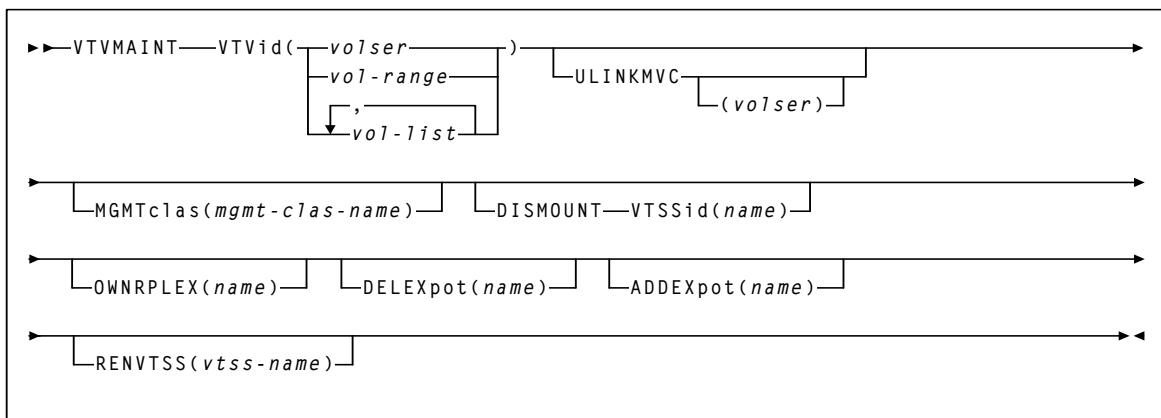 VTVMAINT VTVid( volser ) 
vol-range ULINKMVC
, (volser)
vol-list
MGMTclas(mgmt-clas-name) DISMOUNT VTSSid(name)
OWNRPLEX(name) DELEXpot(name) ADDEXpot(name)
RENVTSS(vtss-name)